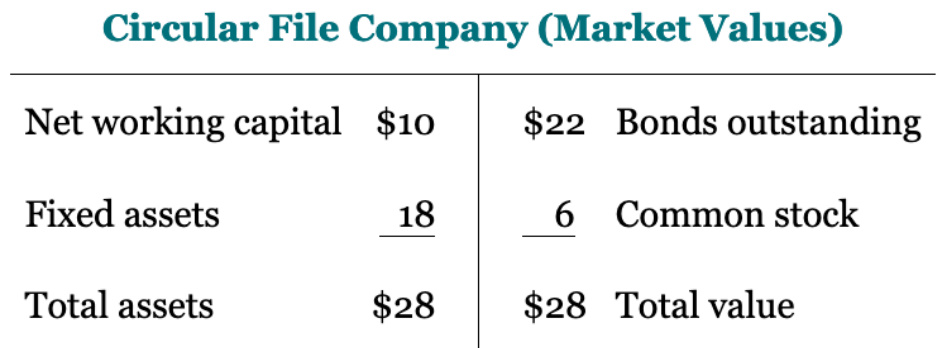 Circular File Company (Market Values)
Net working capital $10 $22 Bonds outstanding
Fixed assets 18 6 Common stock
Total assets $28 $28 Total value